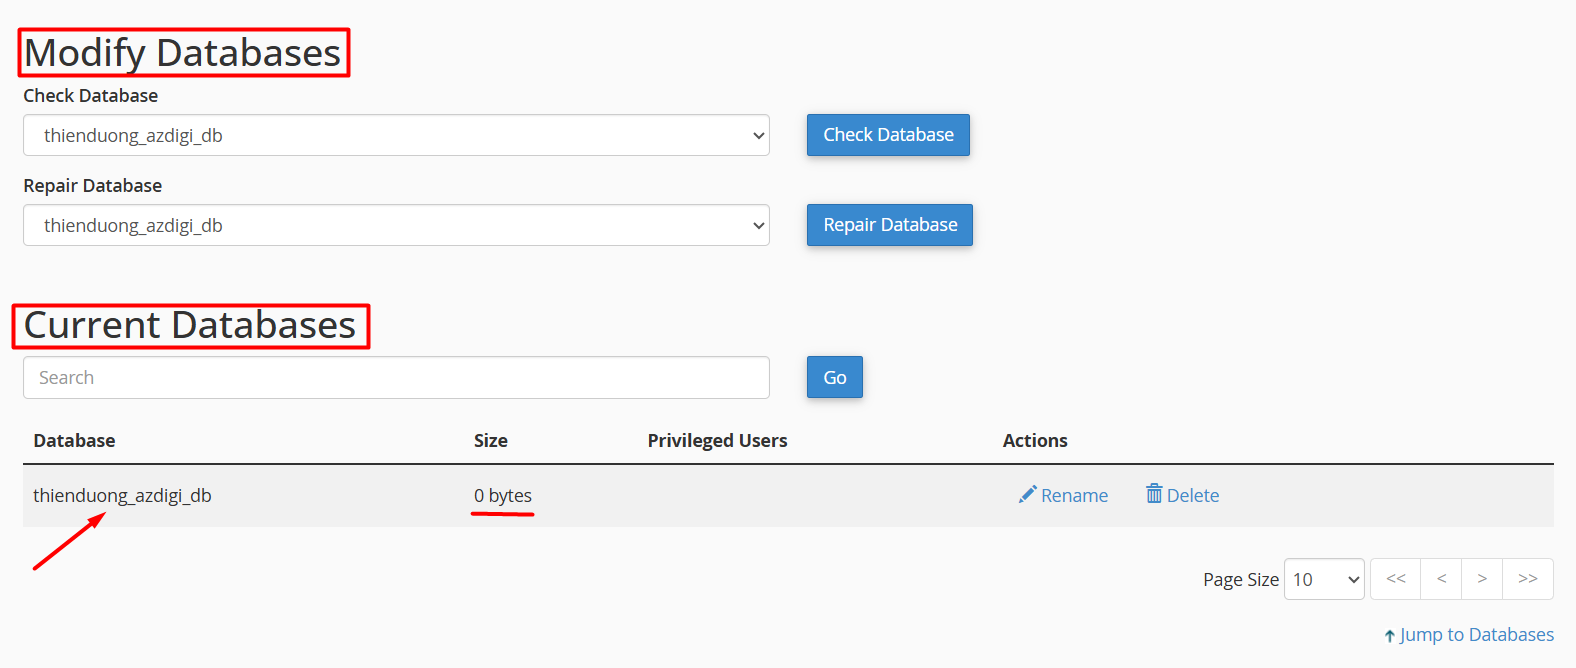 Modify Databases
Check Database
thienduong_azdigi_db
Check Database
Repair Database
thienduong_azdigi_db
Repair Database
Current Databases
Search
Go
Database Size Privileged Users Actions
thienduong_azdigi_db 0 bytes Rename Delete
Page Size 10 << < > >>
Jump to Databases